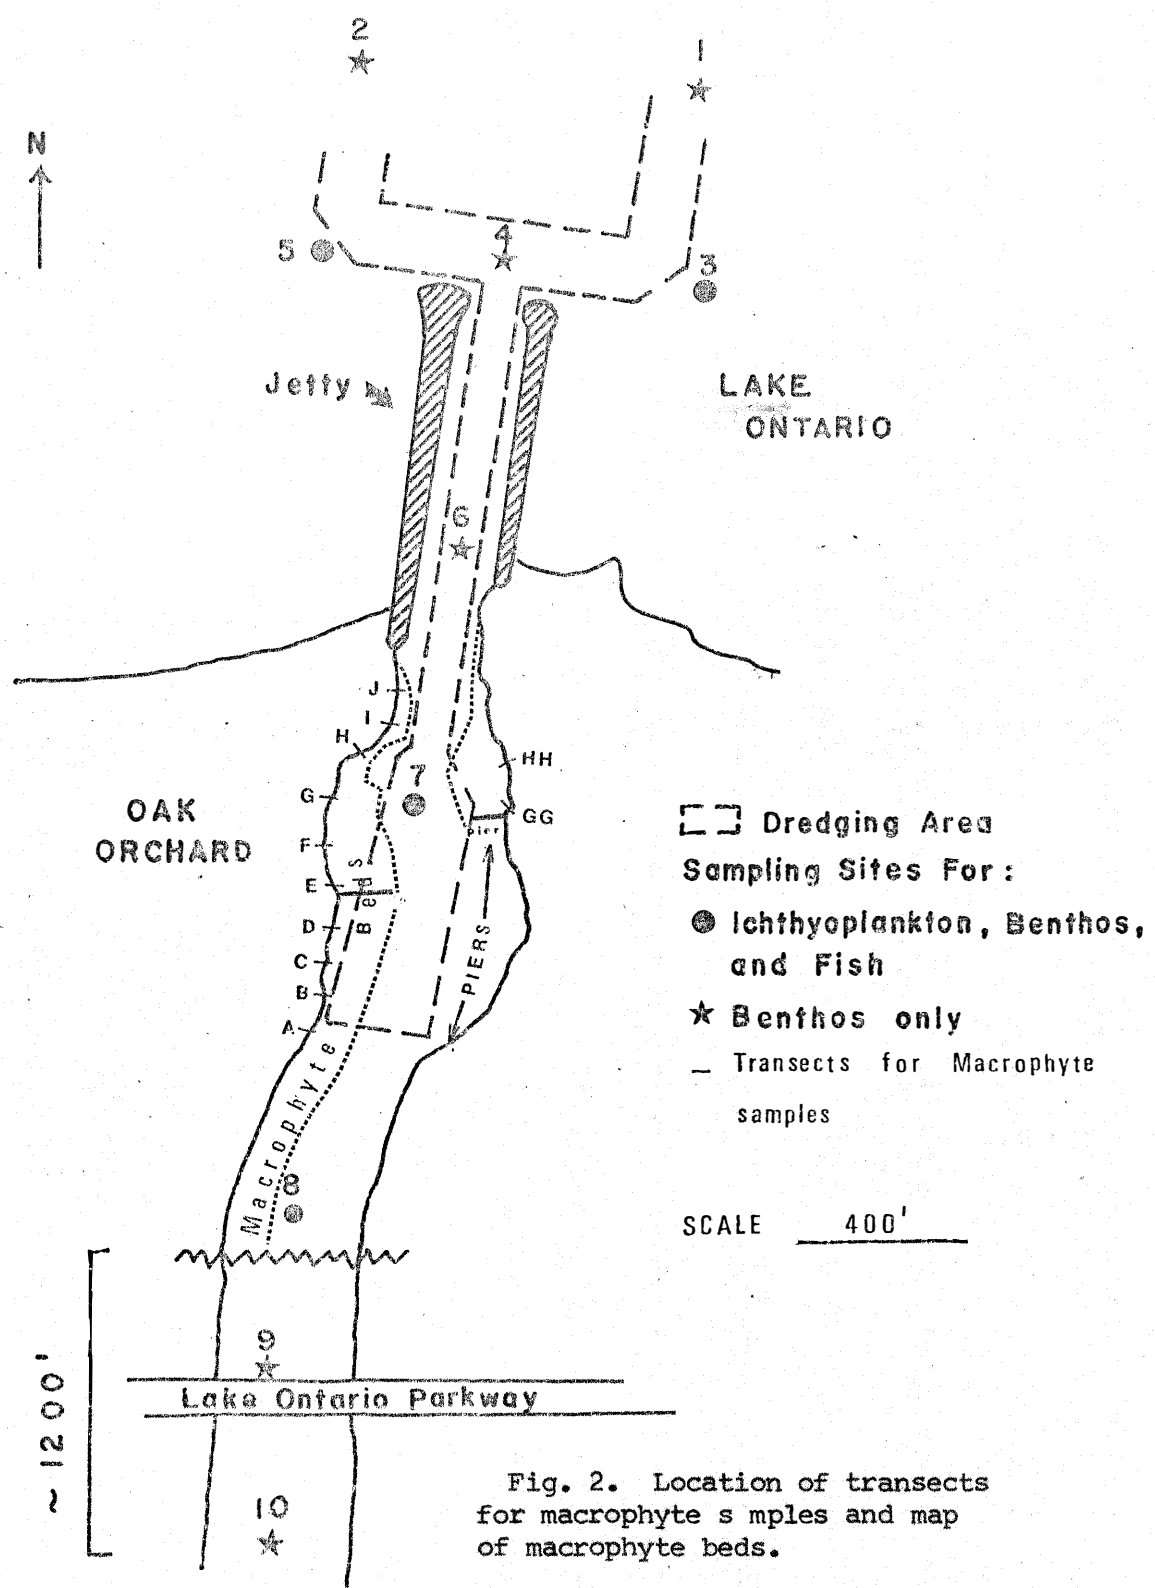 2
1
N
4
5
3
Jetty
LAKE
ONTARIO
6
J
I
H
HH
7
G
GG
OAK
ORCHARD
pier
F
E
D
C
B
A
Macrophyte Beds
PIERS
Dredging Area
Sampling Sites For:
Ichthyoplankton, Benthos,
and Fish
Benthos only
Transects for Macrophyte
samples
8
SCALE 400'
9
Lake Ontario Parkway
~ 1200'
10
Fig. 2. Location of transects
for macrophyte s mples and map
of macrophyte beds.